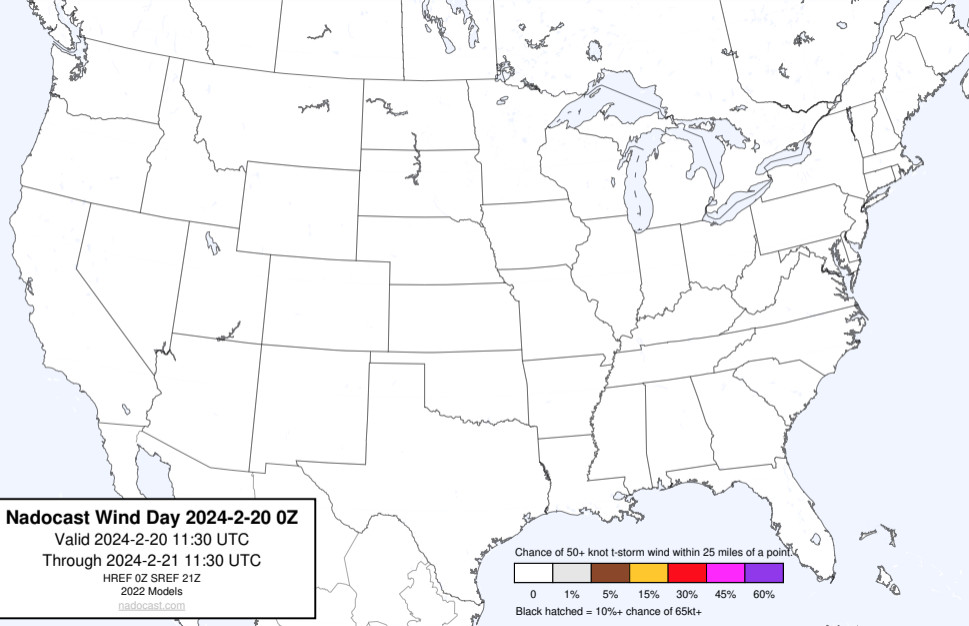 Nadocast Wind Day 2024-2-20 0Z
Valid 2024-2-20 11:30 UTC
Through 2024-2-21 11:30 UTC
HREF 0Z SREF 21Z
2022 Models
nadocast.com
Chance of 50+ knot t-storm wind within 25 miles of a point.
0 1% 5% 15% 30% 45% 60%
Black hatched = 10%+ chance of 65kt+